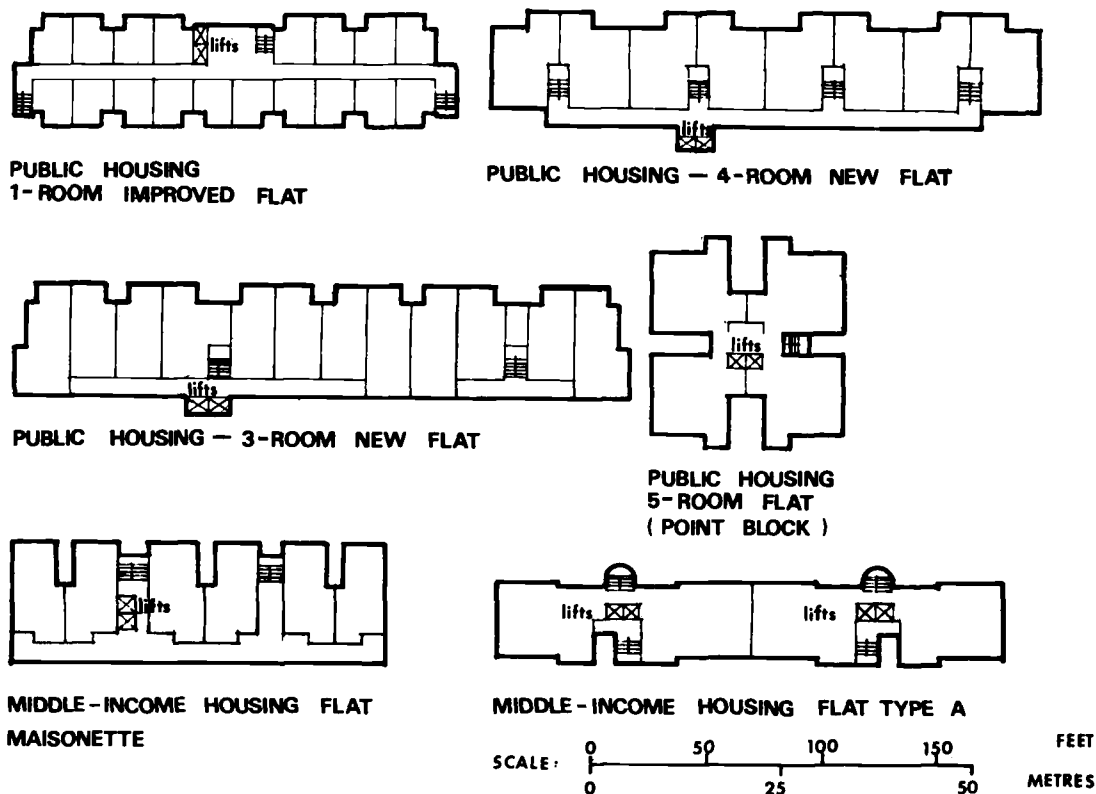 lifts
PUBLIC HOUSING
1-ROOM IMPROVED FLAT
lifts
PUBLIC HOUSING — 4-ROOM NEW FLAT
lifts
PUBLIC HOUSING — 3-ROOM NEW FLAT
lifts
PUBLIC HOUSING
5-ROOM FLAT
( POINT BLOCK )
lifts
MIDDLE-INCOME HOUSING FLAT
MAISONETTE
lifts lifts
MIDDLE-INCOME HOUSING FLAT TYPE A
SCALE: 0 50 100 150 FEET
0 25 50 METRES